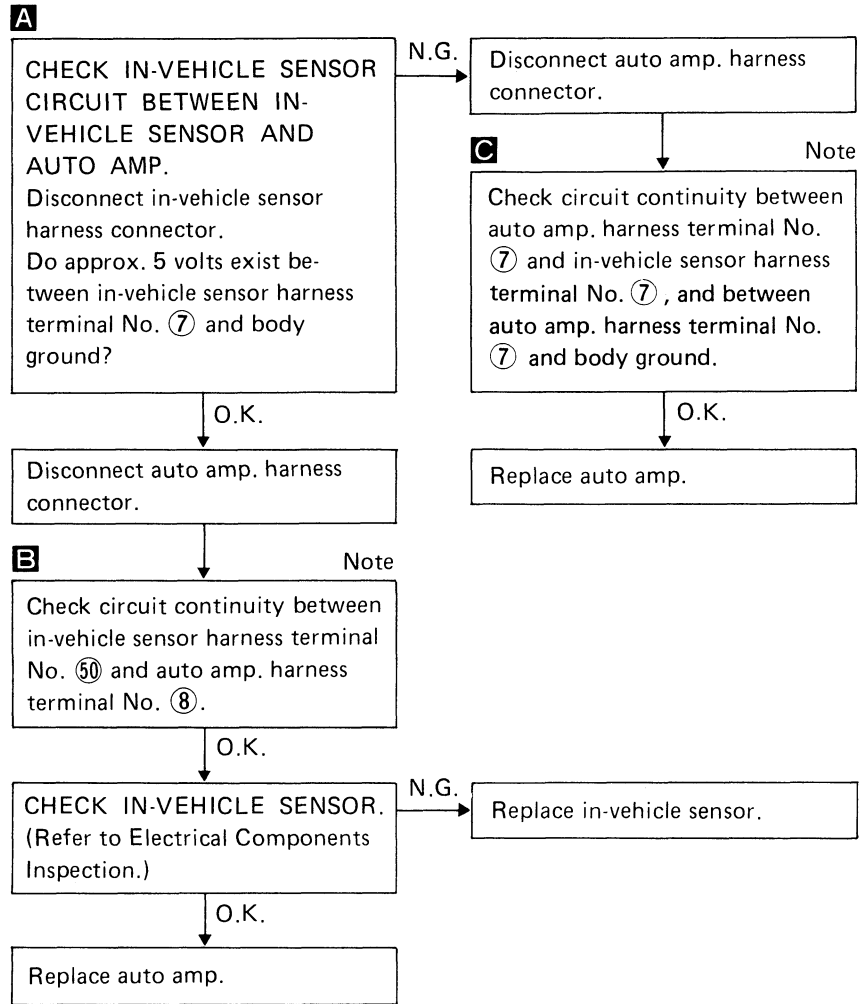 A
CHECK IN-VEHICLE SENSOR
CIRCUIT BETWEEN IN-
VEHICLE SENSOR AND
AUTO AMP.
Disconnect in-vehicle sensor
harness connector.
Do approx. 5 volts exist be-
tween in-vehicle sensor harness
terminal No. ⑦ and body
ground?
N.G.
Disconnect auto amp. harness
connector.
C
Note
Check circuit continuity between
auto amp. harness terminal No.
⑦ and in-vehicle sensor harness
terminal No. ⑦, and between
auto amp. harness terminal No.
⑦ and body ground.
O.K.
Replace auto amp.
O.K.
Disconnect auto amp. harness
connector.
B
Note
Check circuit continuity between
in-vehicle sensor harness terminal
No. ㊿ and auto amp. harness
terminal No. ⑧.
O.K.
CHECK IN-VEHICLE SENSOR.
(Refer to Electrical Components
Inspection.)
N.G.
Replace in-vehicle sensor.
O.K.
Replace auto amp.